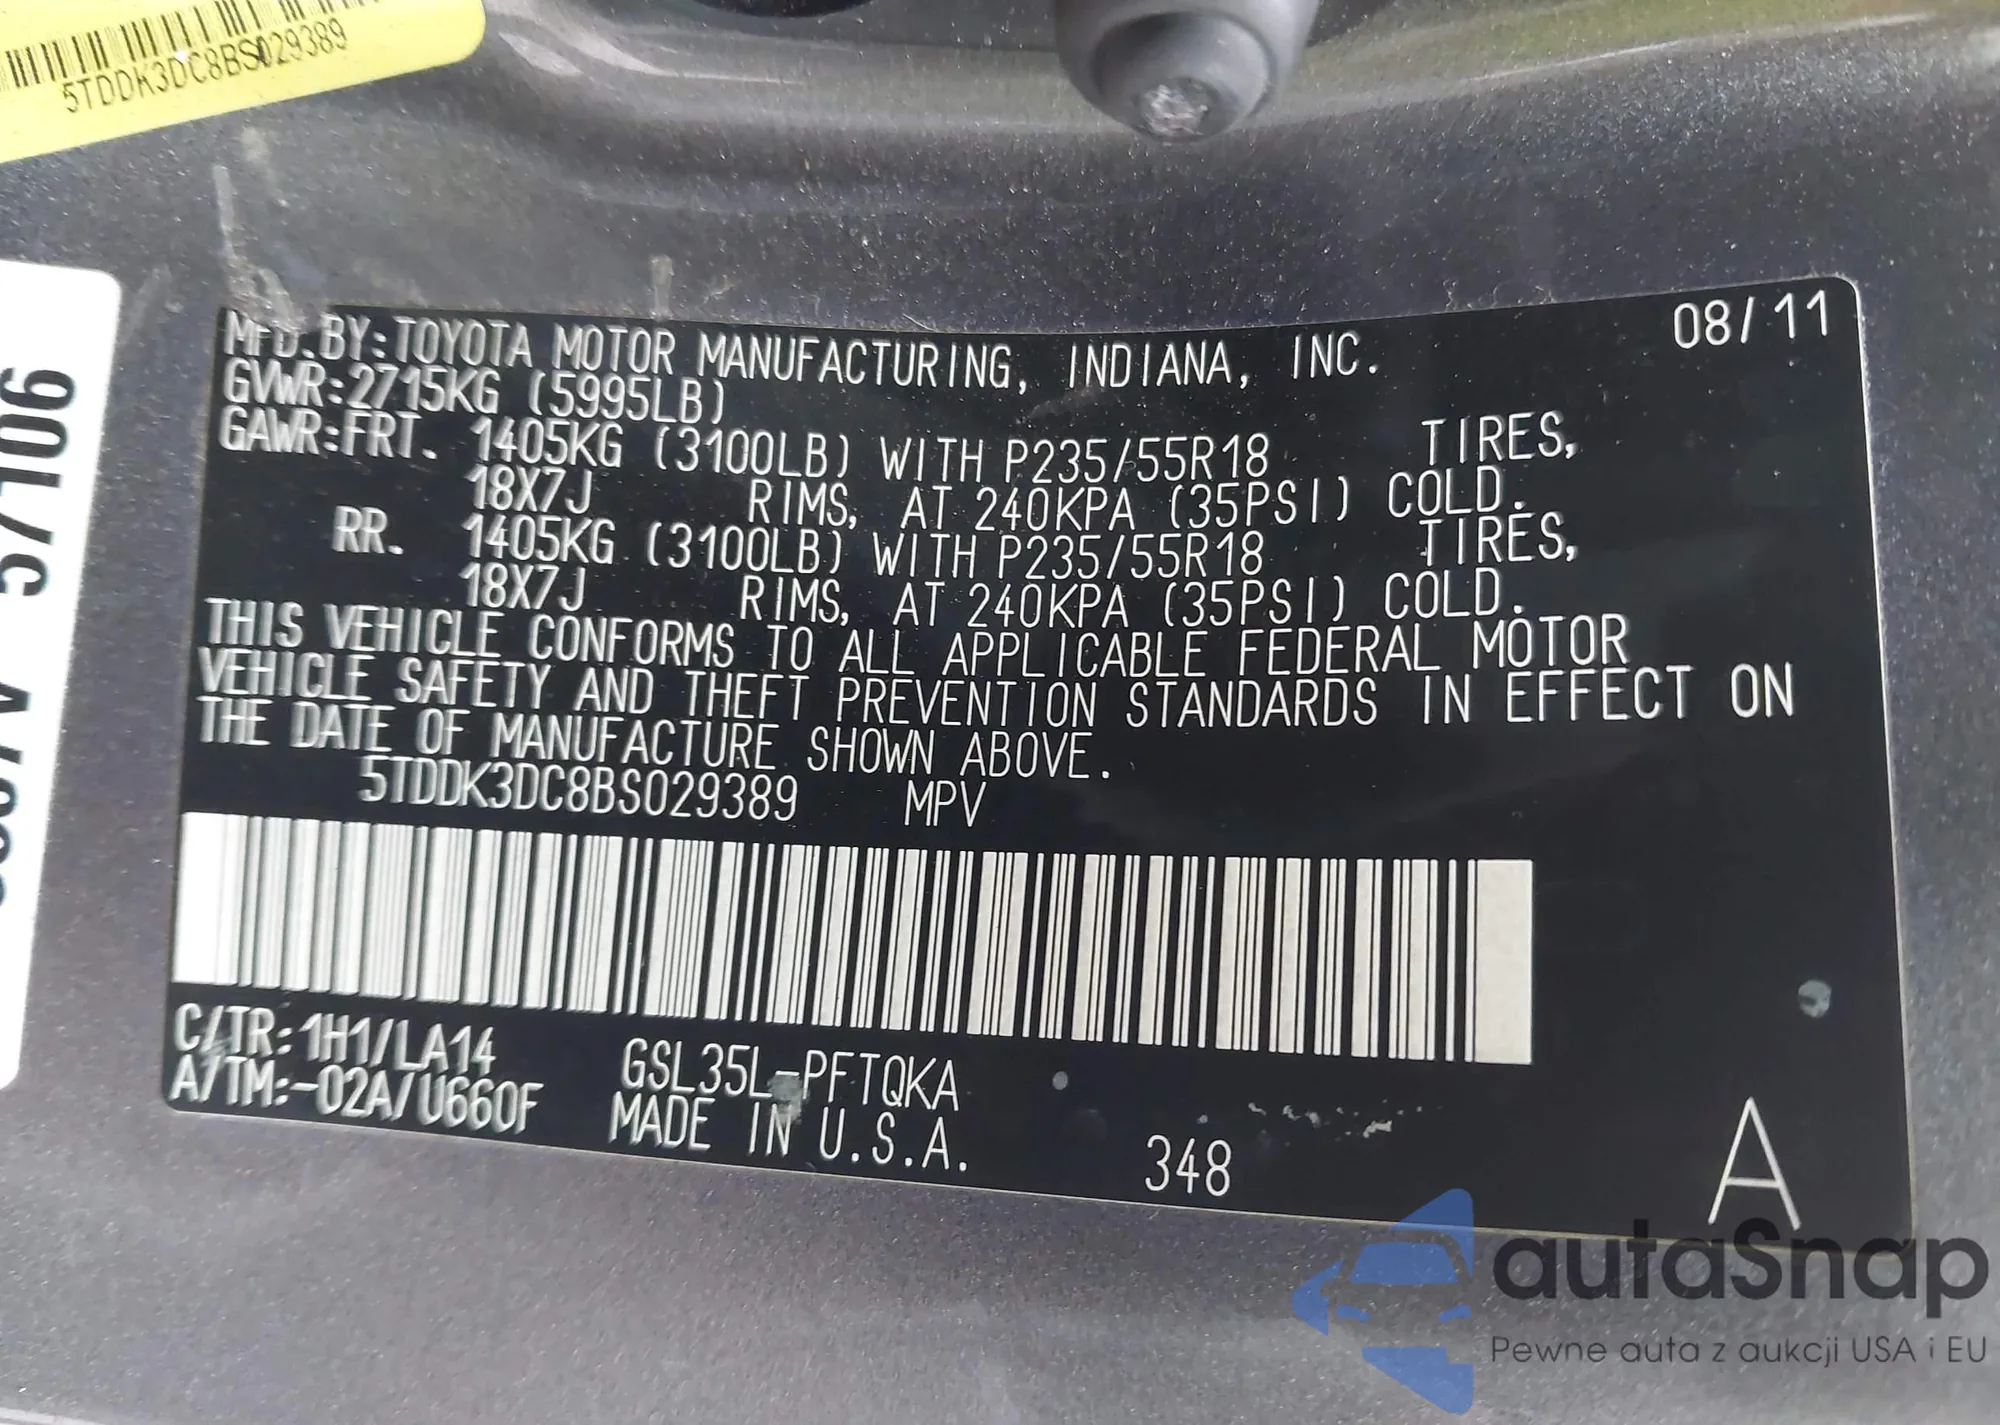 5TDDK3DC8BS029389
90L7C
08/11
MFD.BY:TOYOTA MOTOR MANUFACTURING, INDIANA, INC.
GVWR:2715KG (5995LB)
GAWR:FRT. 1405KG (3100LB) WITH P235/55R18 TIRES,
18X7J RIMS, AT 240KPA (35PSI) COLD.
RR. 1405KG (3100LB) WITH P235/55R18 TIRES,
18X7J RIMS, AT 240KPA (35PSI) COLD.
THIS VEHICLE CONFORMS TO ALL APPLICABLE FEDERAL MOTOR
VEHICLE SAFETY AND THEFT PREVENTION STANDARDS IN EFFECT ON
THE DATE OF MANUFACTURE SHOWN ABOVE.
5TDDK3DC8BS029389 MPV
C/TR:1H1/LA14 GSL35L-PFTQKA
A/TM:-02A/U660F MADE IN U.S.A. 348 A
autaSnap
Pewne auta z aukcji USA i EU